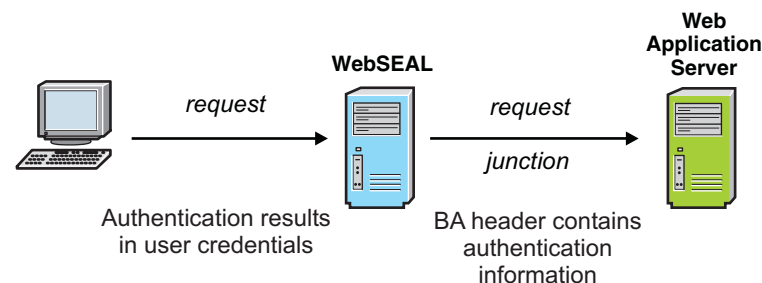 Web
Application
Server
WebSEAL
request
request
junction
Authentication results
in user credentials
BA header contains
authentication
information